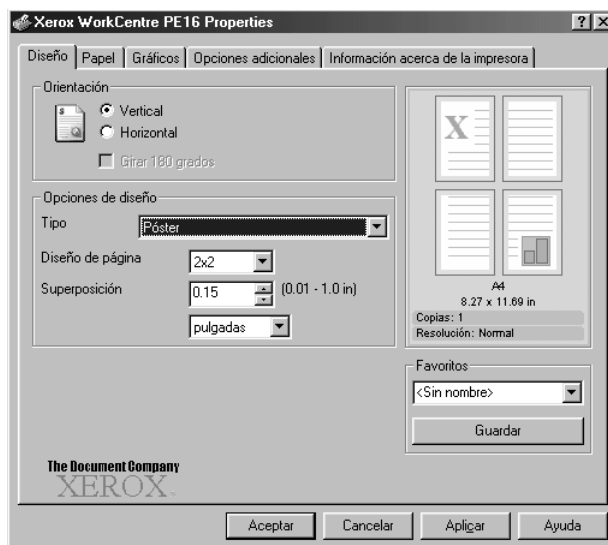 Xerox WorkCentre PE16 Properties
Diseño Papel Gráficos Opciones adicionales Información acerca de la impresora
Orientación
Vertical
Horizontal
Girar 180 grados
Opciones de diseño
Tipo Póster
Diseño de página 2x2
Superposición 0.15 (0.01 - 1.0 in)
pulgadas
X
A4
8.27 x 11.69 in
Copias: 1
Resolución: Normal
Favoritos
<Sin nombre>
Guardar
The Document Company
XEROX
Aceptar Cancelar Aplicar Ayuda